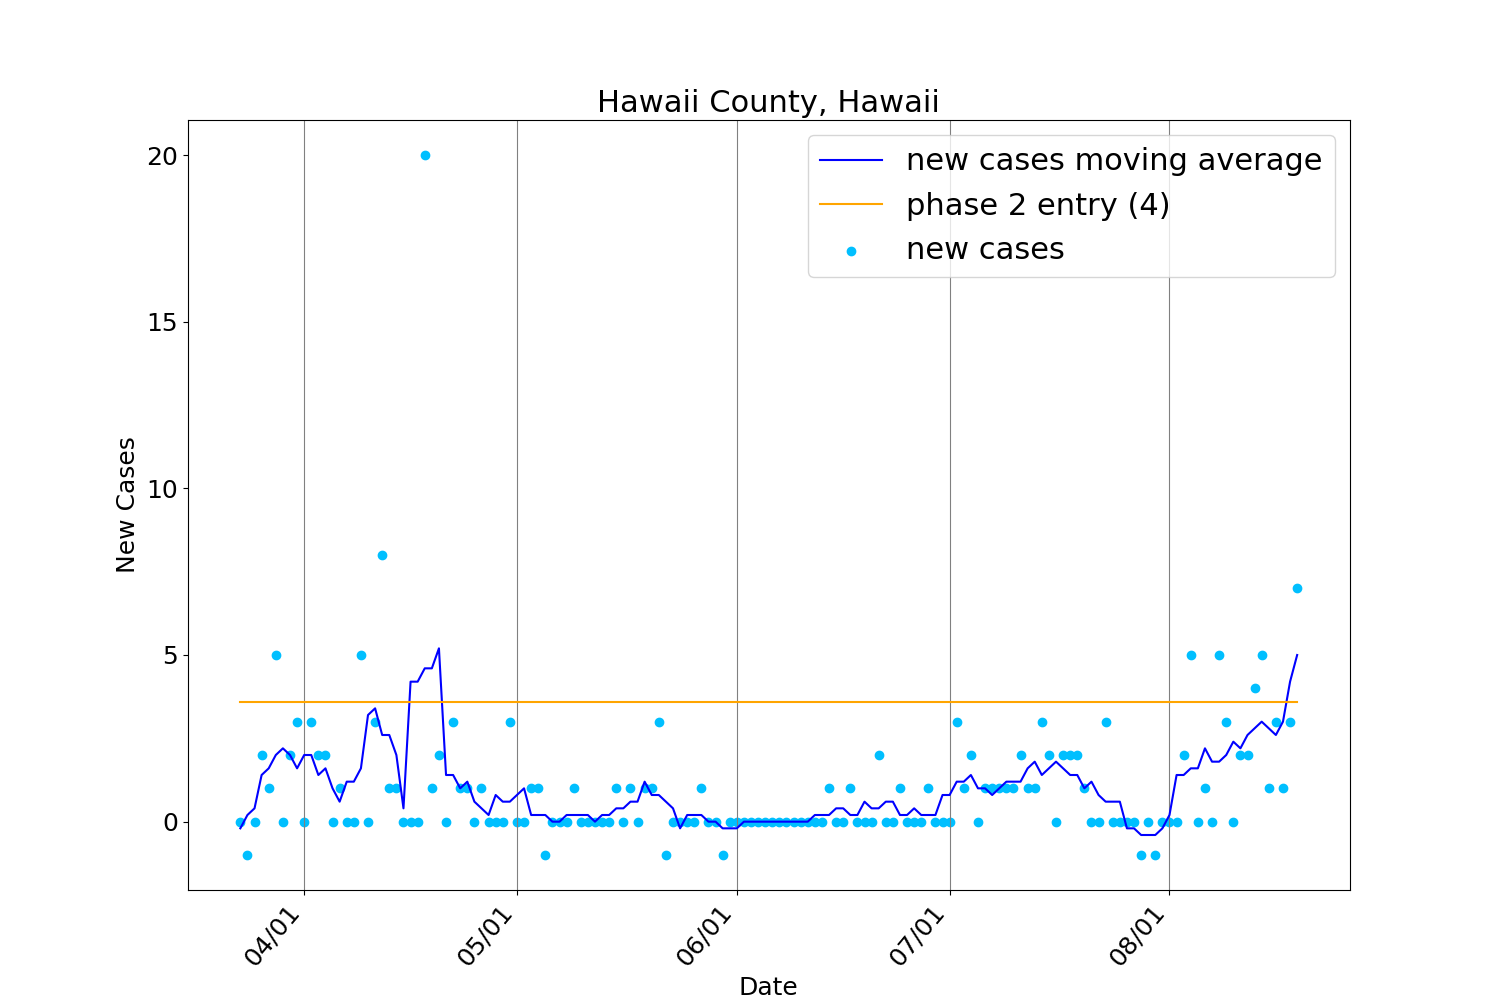 Hawaii County, Hawaii
new cases moving average
phase 2 entry (4)
new cases
20
15
10
5
0
New Cases
04/01
05/01
06/01
07/01
08/01
Date